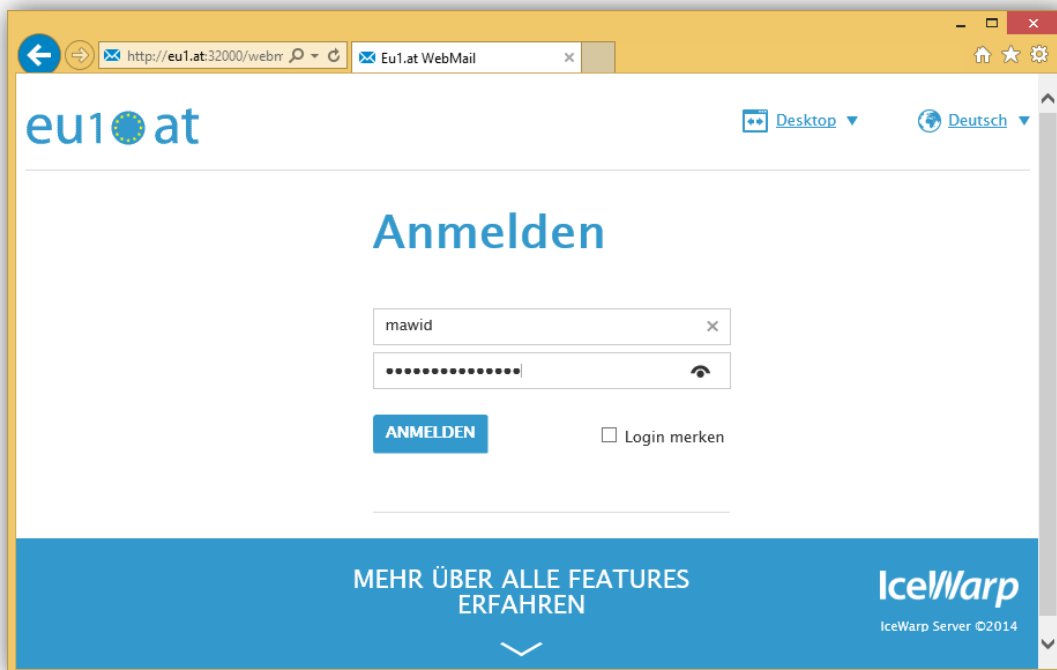 http://eu1.at:32000/webm
Eu1.at WebMail
eu1 at
Desktop
Deutsch
Anmelden
mawid
ANMELDEN
Login merken
MEHR ÜBER ALLE FEATURES
ERFAHREN
IceWarp
IceWarp Server ©2014